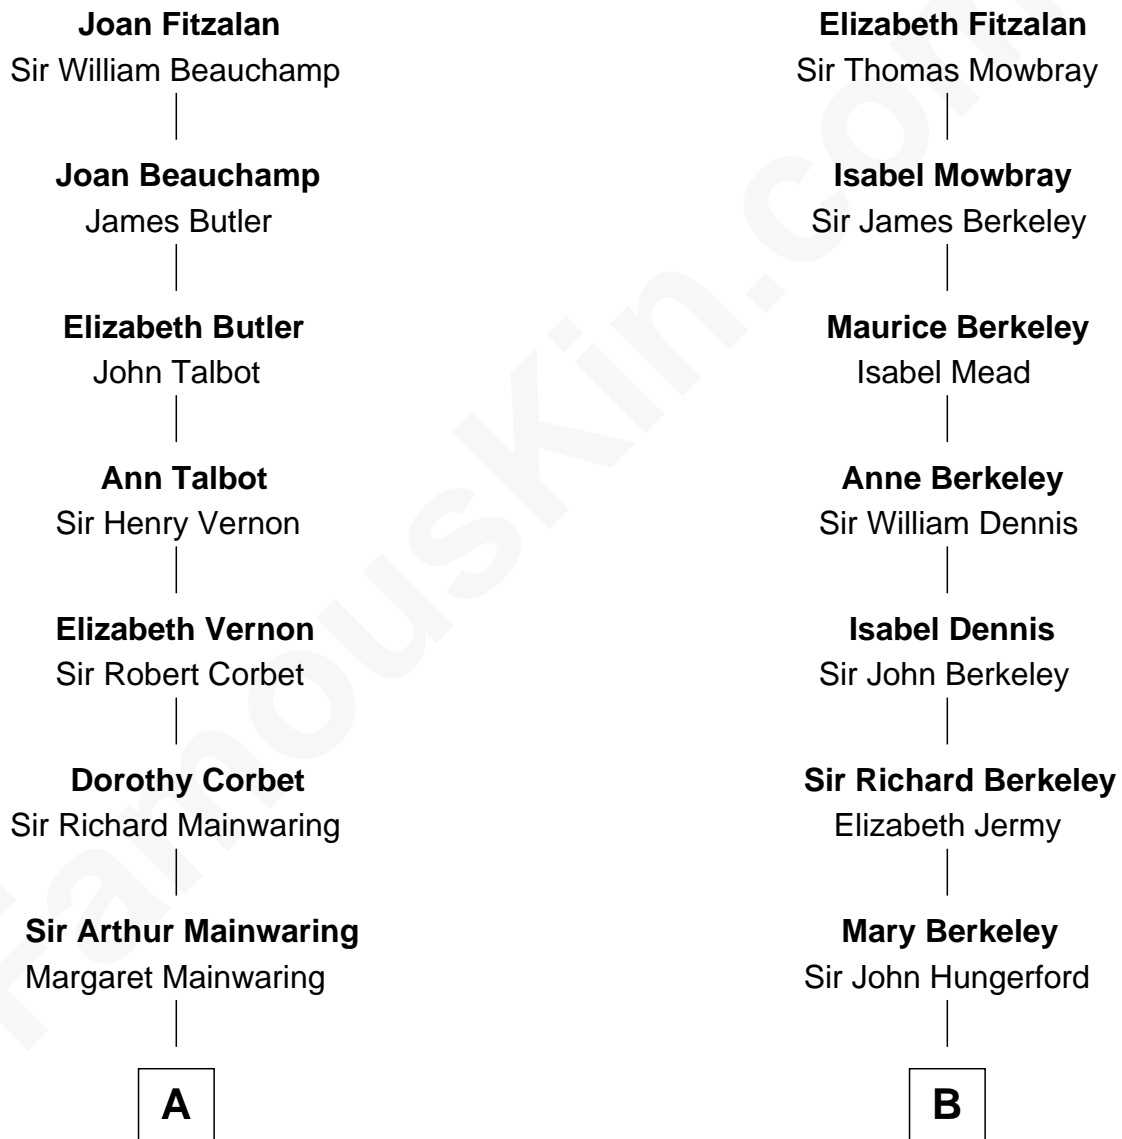 Joan Fitzalan
Sir William Beauchamp
Joan Beauchamp
James Butler
Elizabeth Butler
John Talbot
Ann Talbot
Sir Henry Vernon
Elizabeth Vernon
Sir Robert Corbet
Dorothy Corbet
Sir Richard Mainwaring
Sir Arthur Mainwaring
Margaret Mainwaring
A
Elizabeth Fitzalan
Sir Thomas Mowbray
Isabel Mowbray
Sir James Berkeley
Maurice Berkeley
Isabel Mead
Anne Berkeley
Sir William Dennis
Isabel Dennis
Sir John Berkeley
Sir Richard Berkeley
Elizabeth Jermy
Mary Berkeley
Sir John Hungerford
B
FamousKin.com